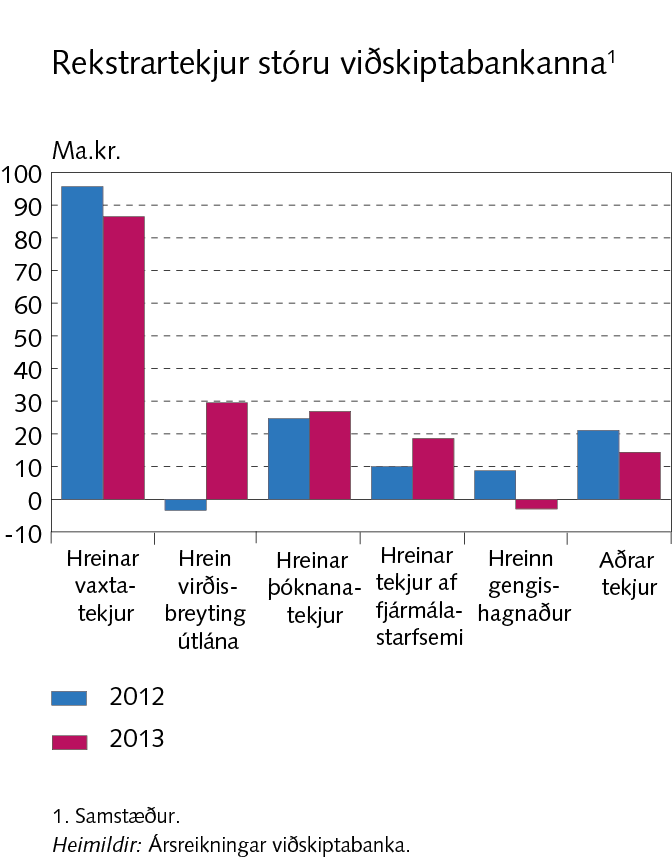 Rekstrartekjur stóru viðskiptabankanna¹
Ma.kr.
100
90
80
70
60
50
40
30
20
10
0
-10
Hreinar
vaxta-
tekjur
Hrein
virðis-
breyting
útlána
Hreinar
þóknana-
tekjur
Hreinar
tekjur af
fjármála-
starfsemi
Hreinn
gengis-
hagnaður
Aðrar
tekjur
2012
2013
1. Samstæður.
Heimildir: Ársreikningar viðskiptabanka.